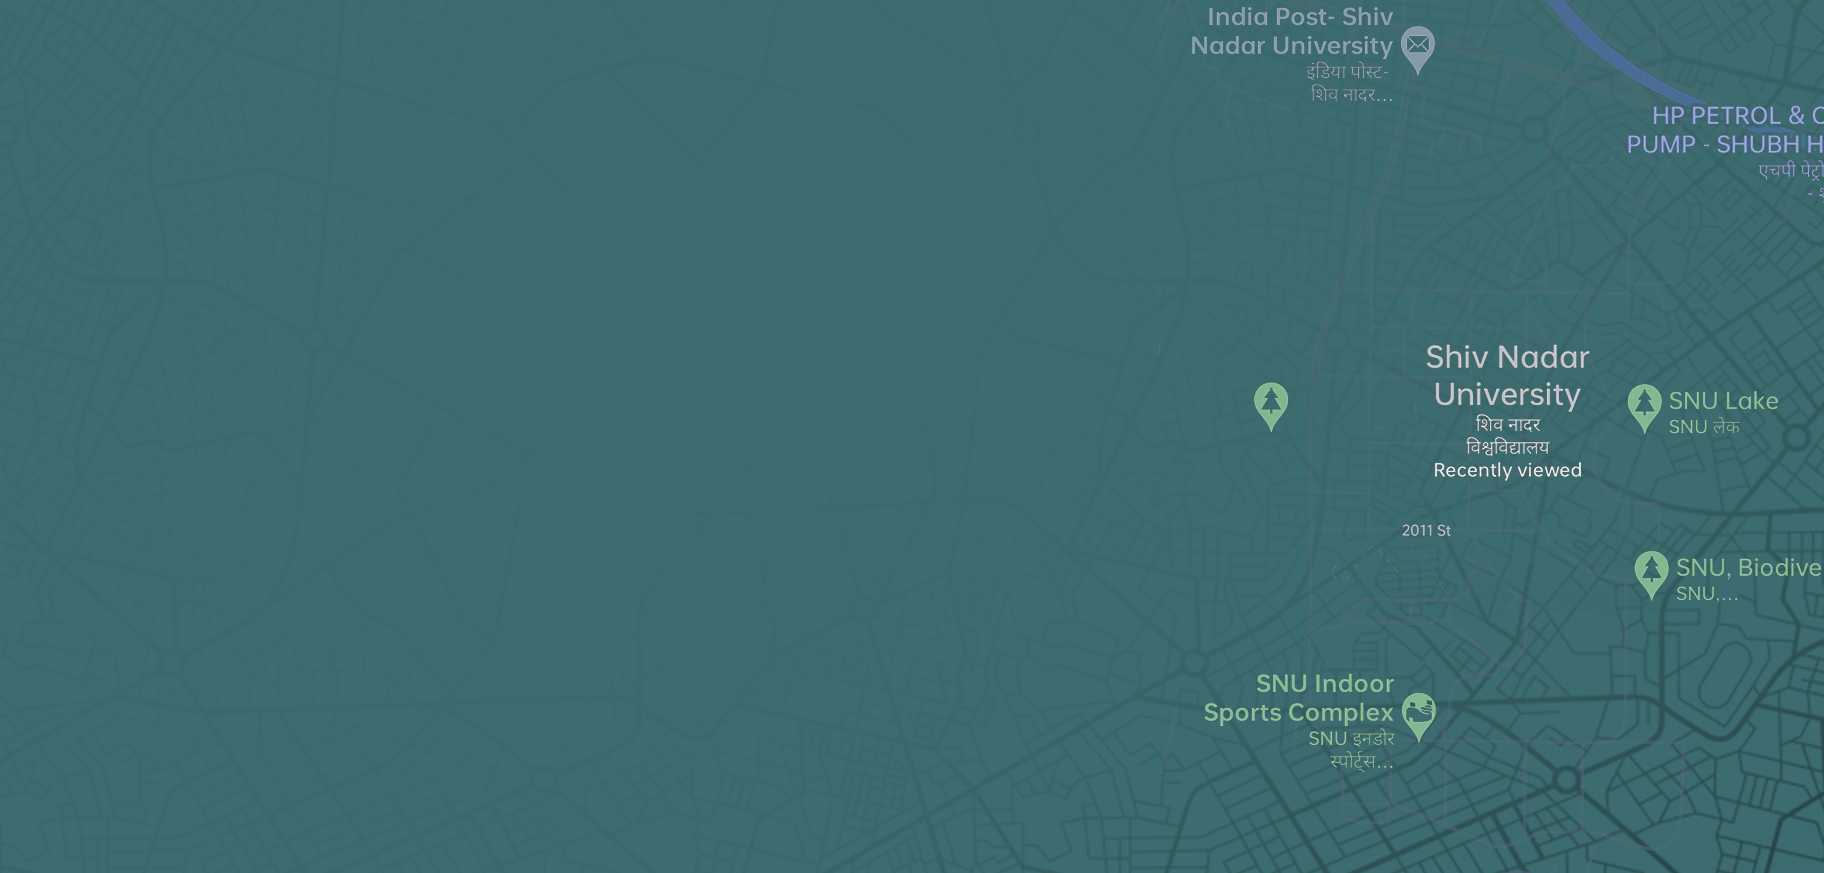 India Post- Shiv
Nadar University
इंडिया पोस्ट-
शिव नादर...
HP PETROL &
PUMP - SHUBH
एचपी
Shiv Nadar
University
शिव नादर
विश्वविद्यालय
Recently viewed
SNU Lake
SNU लेक
2011 St
SNU, Biodive
SNU,...
SNU Indoor
Sports Complex
SNU इनडोर
स्पोर्ट्स...